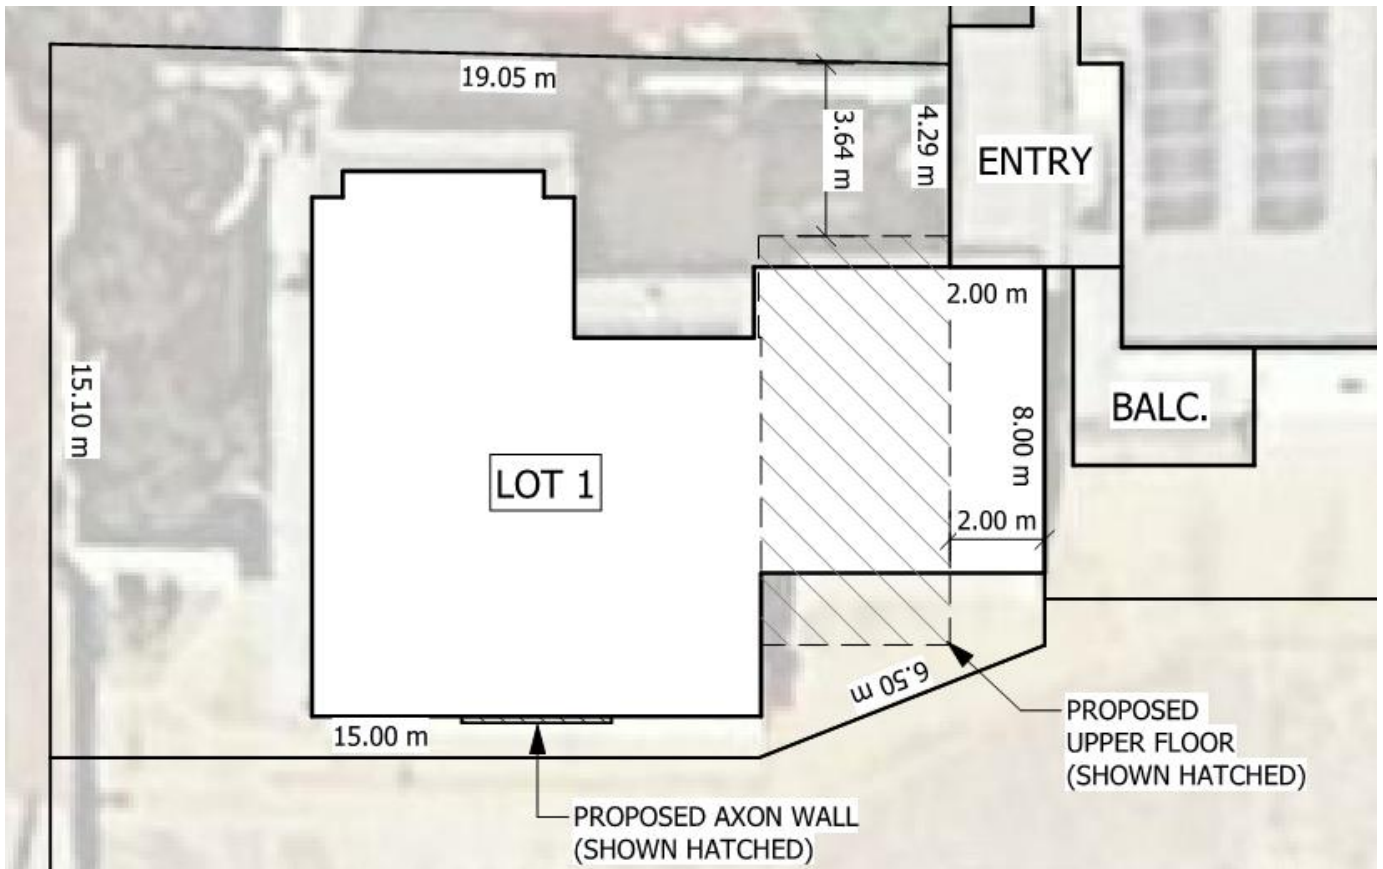 19.05 m
3.64 m
4.29 m
ENTRY
2.00 m
15.10 m
BALC.
8.00 m
LOT 1
2.00 m
6.50 m
PROPOSED
UPPER FLOOR
(SHOWN HATCHED)
15.00 m
PROPOSED AXON WALL
(SHOWN HATCHED)